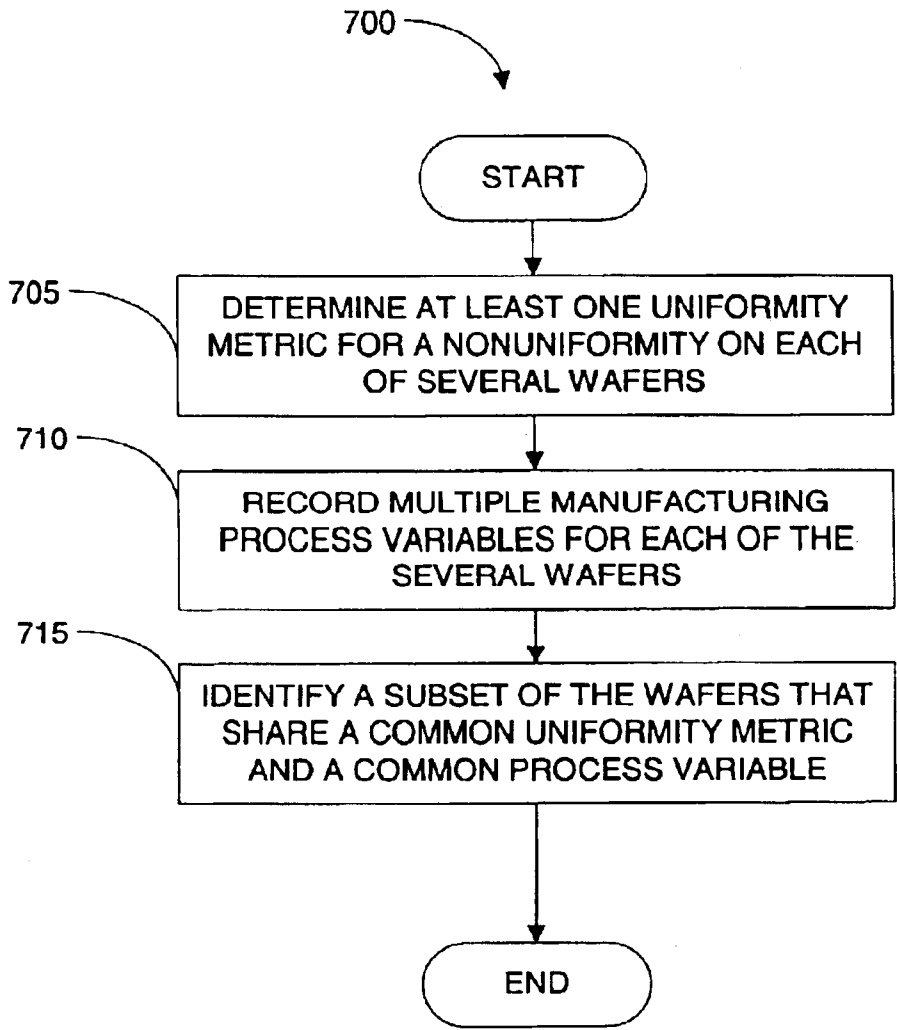 700
START
705
DETERMINE AT LEAST ONE UNIFORMITY
METRIC FOR A NONUNIFORMITY ON EACH
OF SEVERAL WAFERS
710
RECORD MULTIPLE MANUFACTURING
PROCESS VARIABLES FOR EACH OF THE
SEVERAL WAFERS
715
IDENTIFY A SUBSET OF THE WAFERS THAT
SHARE A COMMON UNIFORMITY METRIC
AND A COMMON PROCESS VARIABLE
END